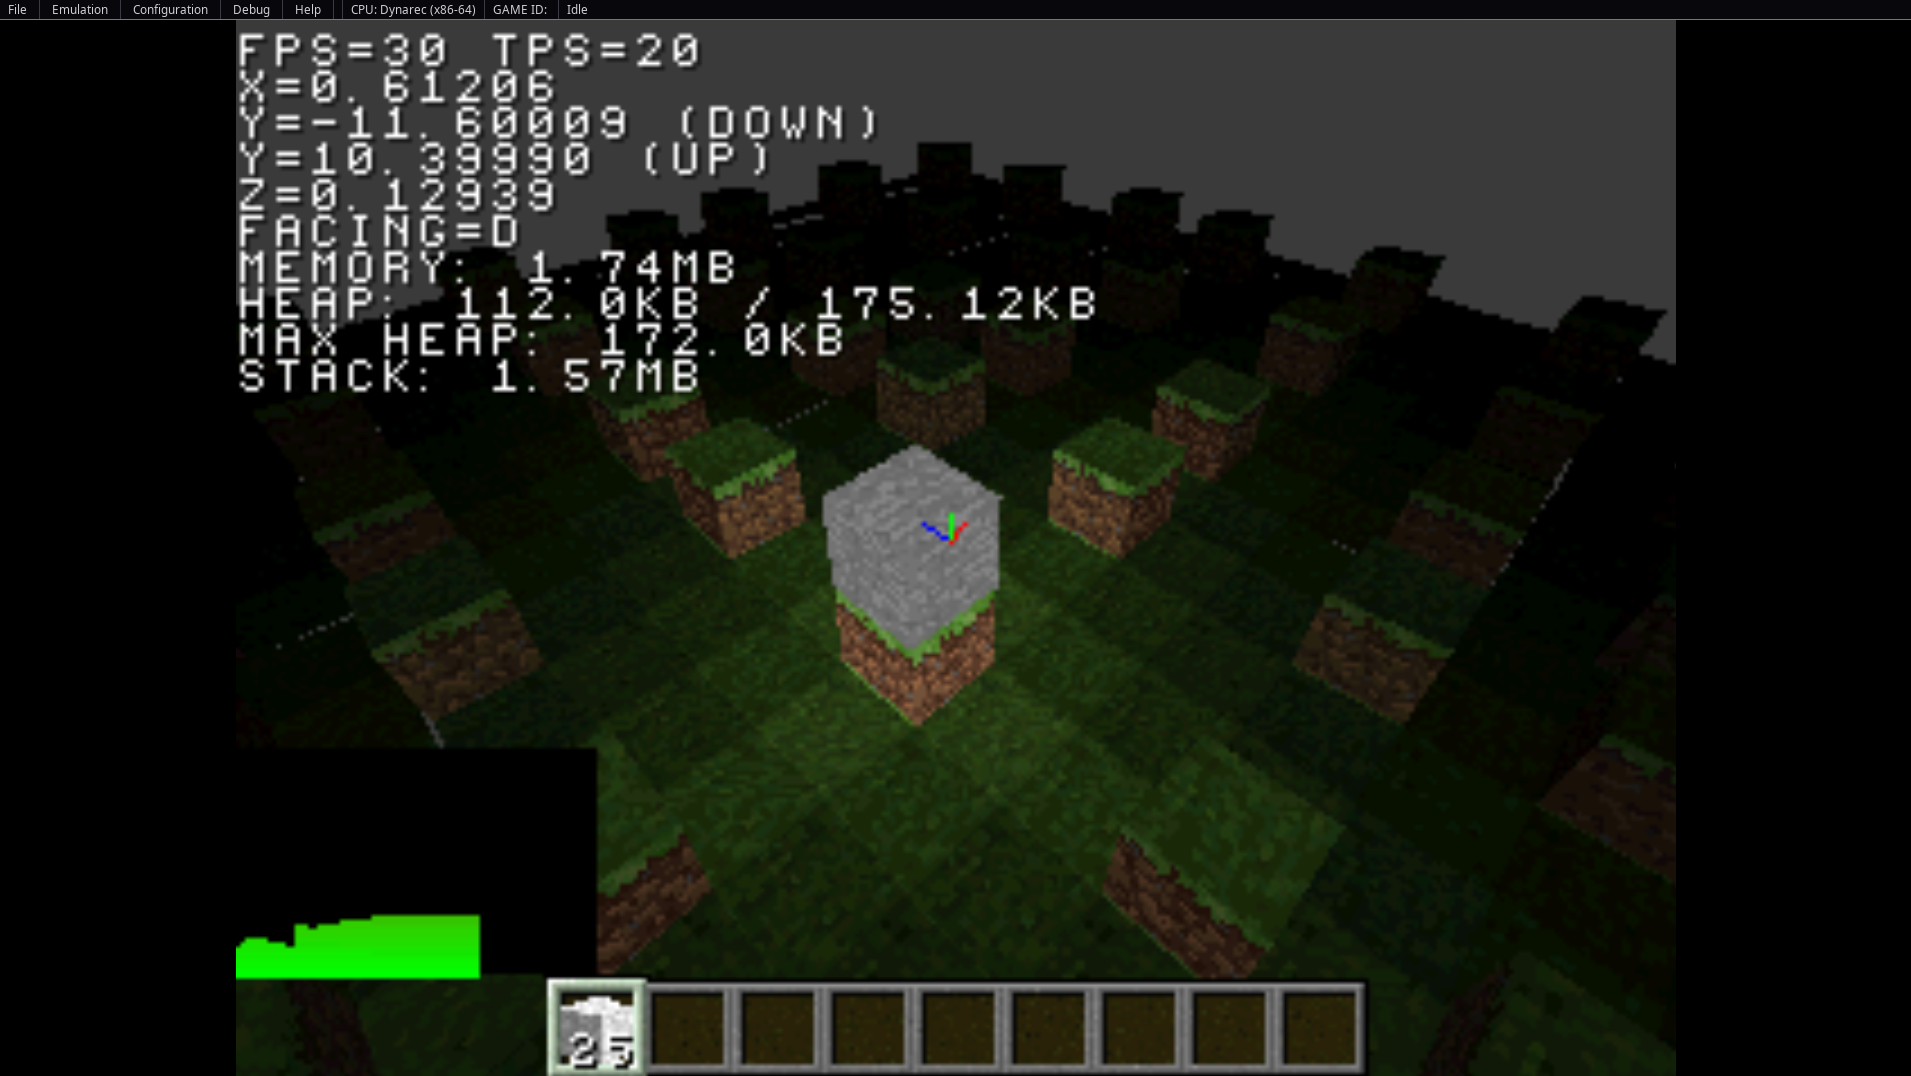 File Emulation Configuration Debug Help CPU: Dynarec (x86-64) GAME ID: Idle
FPS=30 TPS=20
X=0.61206
Y=-11.60009 (DOWN)
Y=10.39990 (UP)
Z=0.12939
FACING=D
MEMORY: 1.74MB
HEAP: 112.0KB / 175.12KB
MAX HEAP: 172.0KB
STACK: 1.57MB
25